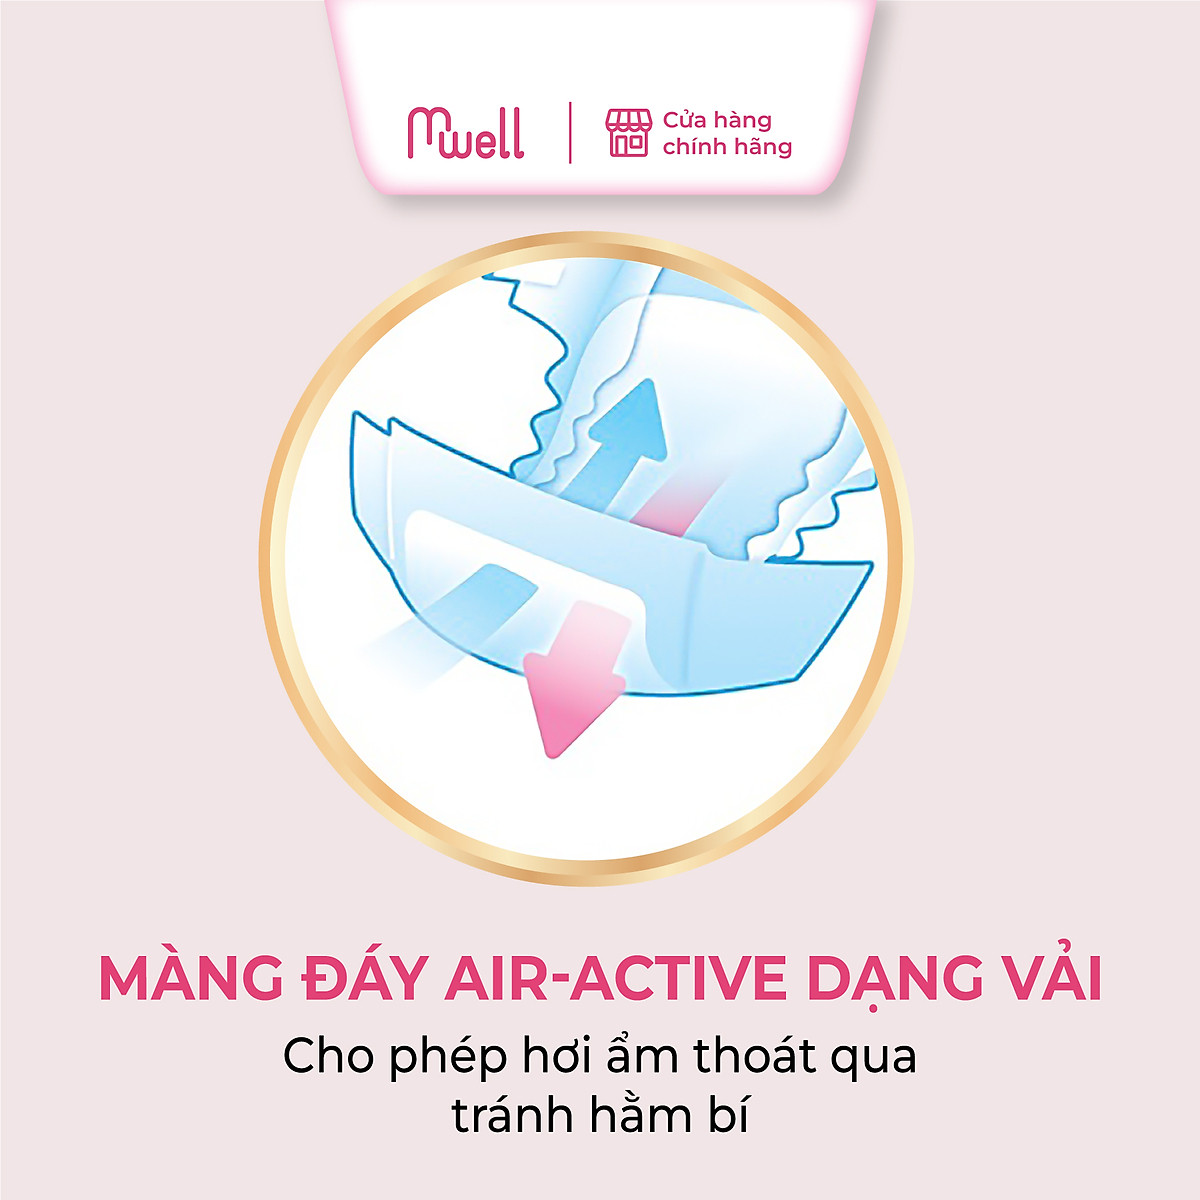 mwell
Cửa hàng
chính hãng
MÀNG ĐÁY AIR-ACTIVE DẠNG VẢI
Cho phép hơi ẩm thoát qua
tránh hằm bí